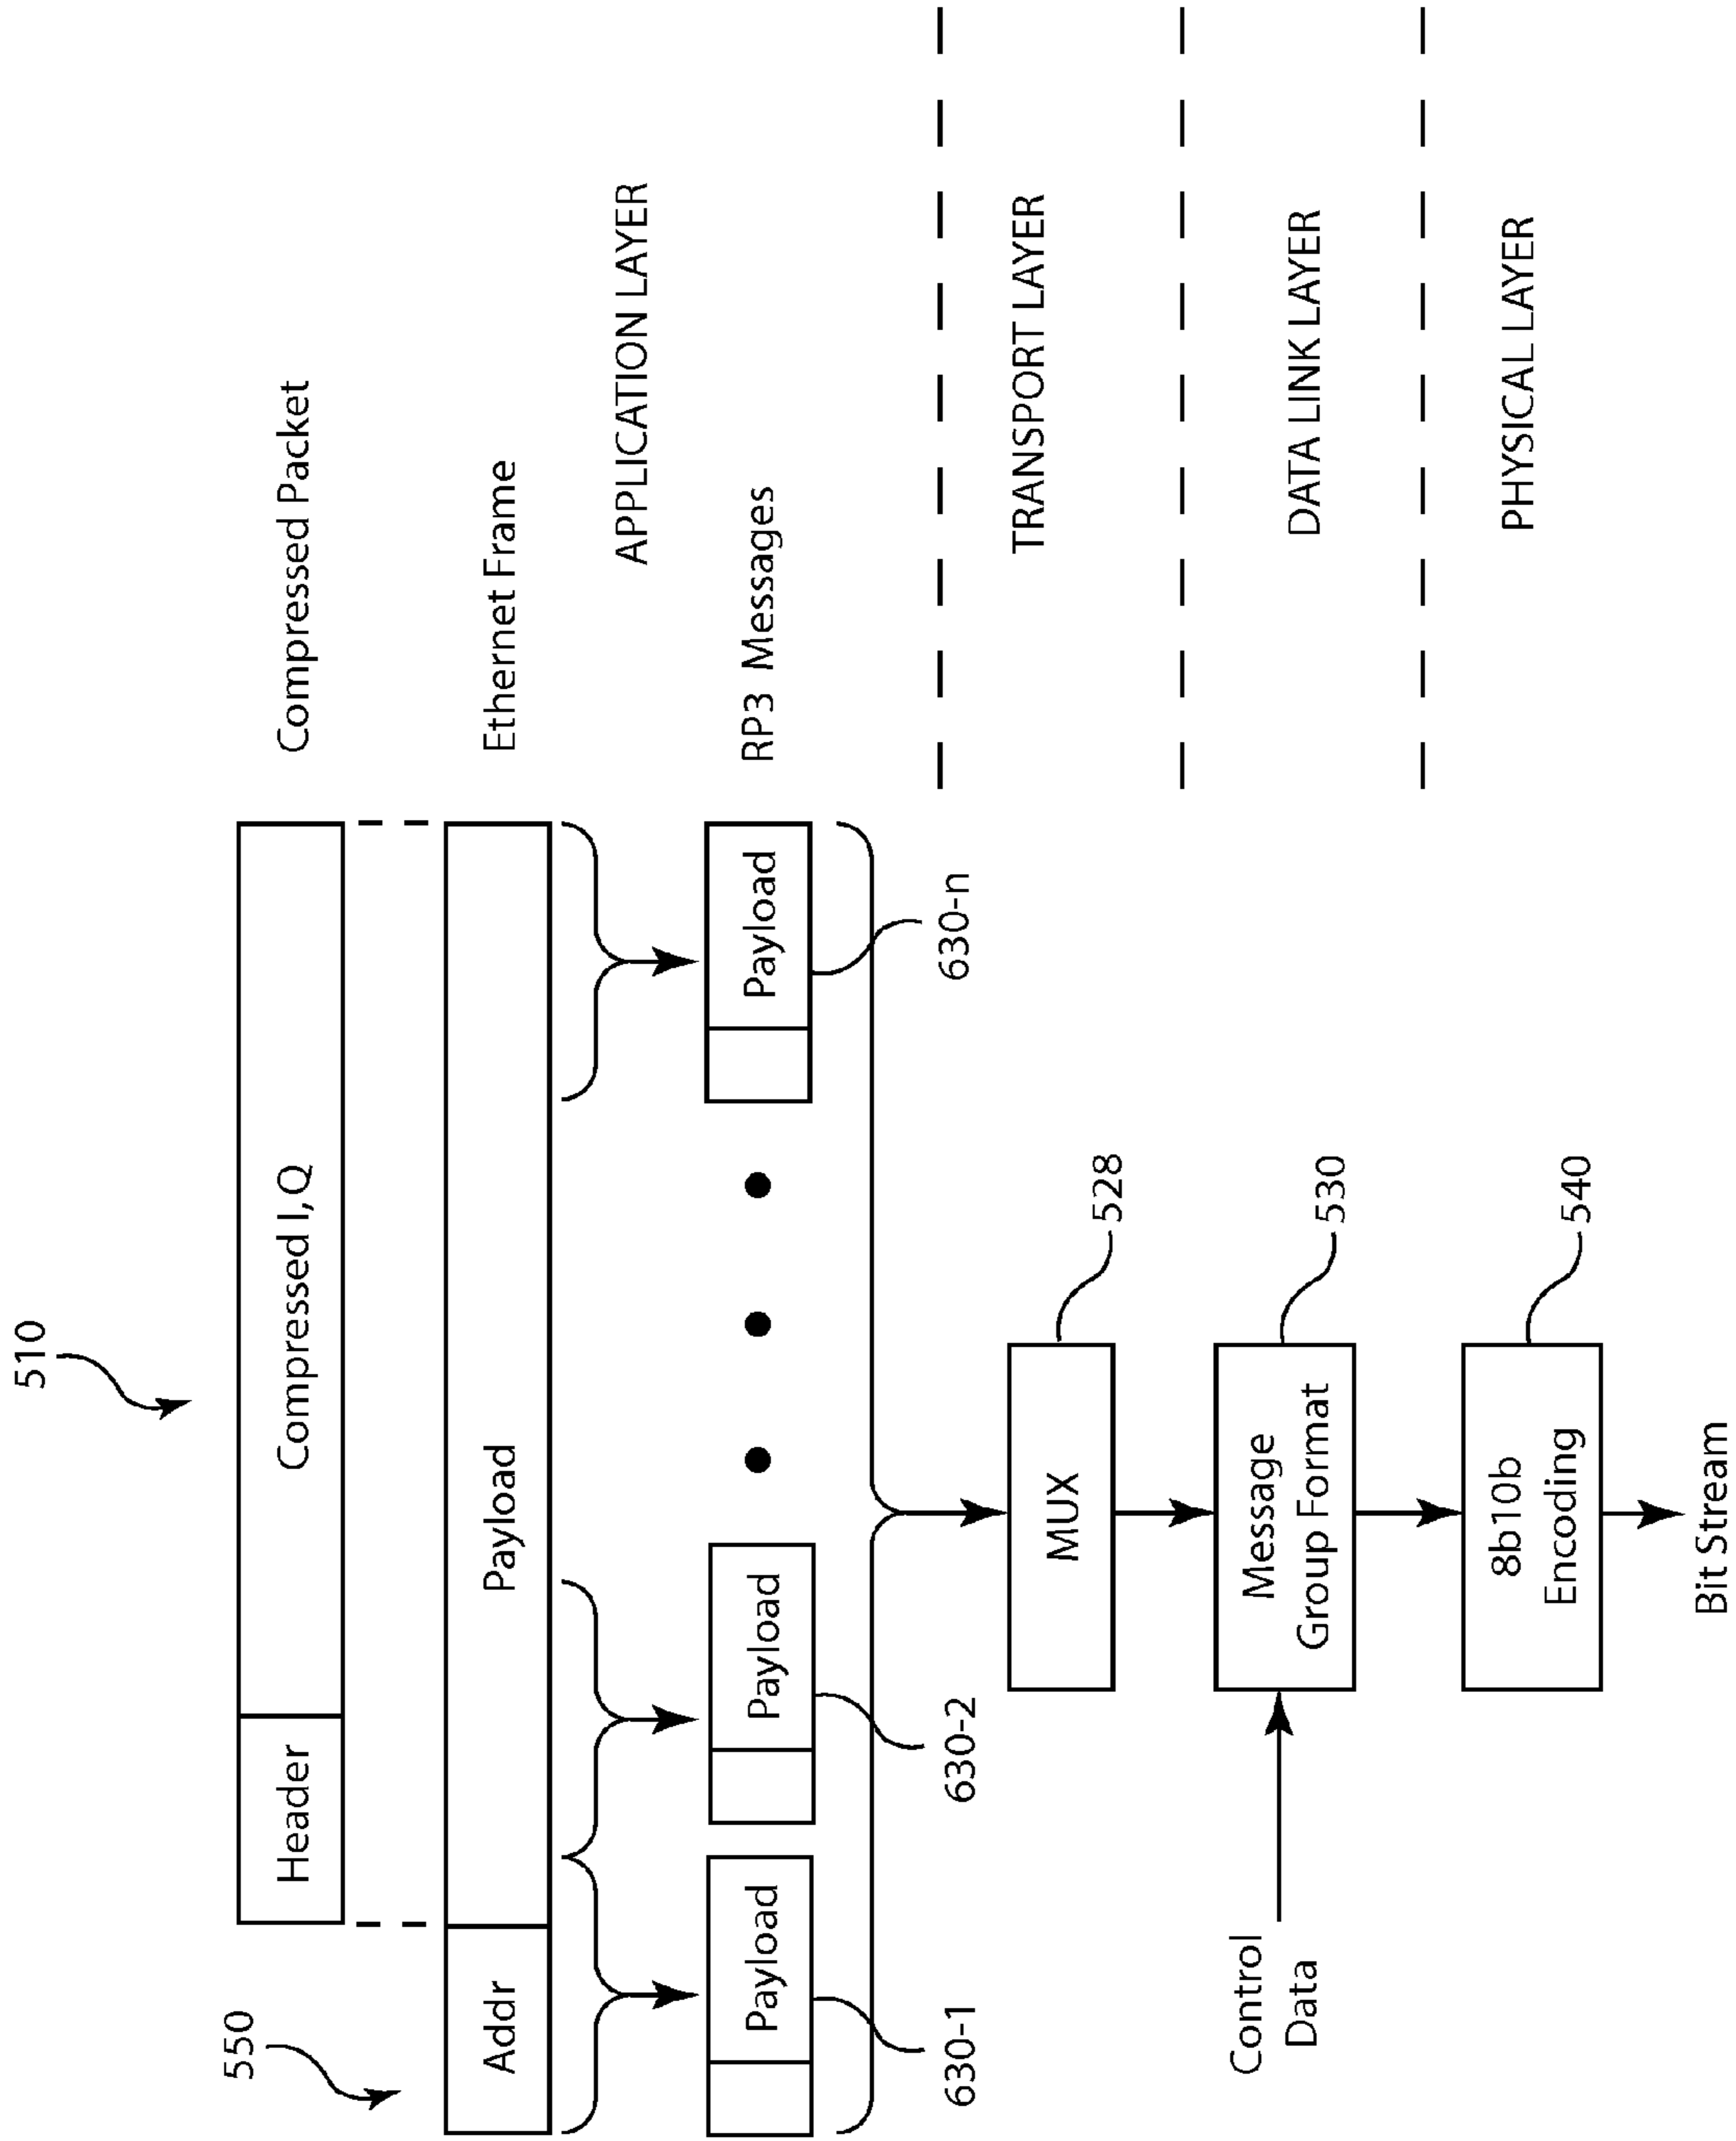 510
Header
Compressed I,Q
Compressed Packet
550
Addr
Payload
Ethernet Frame
APPLICATION LAYER
Payload
Payload
Payload
RP3 Messages
630-1
630-2
630-n
TRANSPORT LAYER
MUX
528
DATA LINK LAYER
Control
Data
Message
Group Format
530
PHYSICAL LAYER
8b10b
Encoding
540
Bit Stream